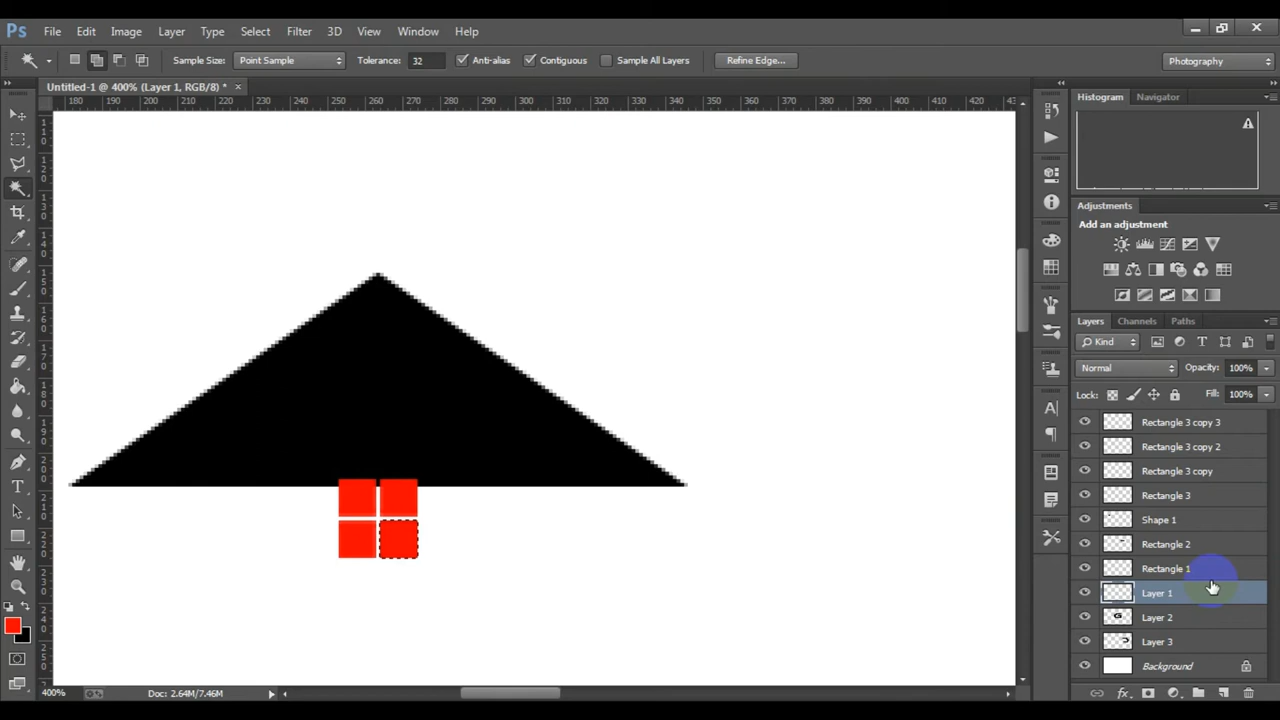 Ps File Edit Image Layer Type Select Filter 3D View Window Help
Sample Size: Point Sample Tolerance: 32 Anti-alias Contiguous Sample All Layers Refine Edge... Photography
Untitled-1 @ 400% (Layer 1, RGB/8) * ×
180 190 200 210 220 230 240 250 260 270 280 290 300 310 320 330 340 350 360 370 380 390 400 410 420
Histogram Navigator
Adjustments
Add an adjustment
Layers Channels Paths
Kind
Normal Opacity: 100%
Lock: Fill: 100%
Rectangle 3 copy 3
Rectangle 3 copy 2
Rectangle 3 copy
Rectangle 3
Shape 1
Rectangle 2
Rectangle 1
Layer 1
Layer 2
Layer 3
Background
400% Doc: 2.64M/7.46M